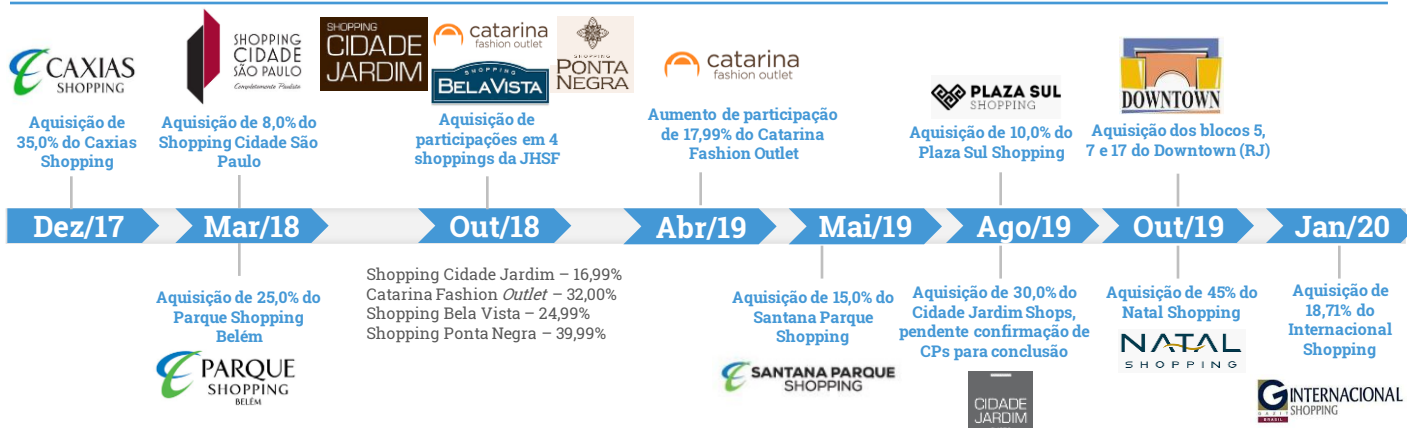 CAXIAS
SHOPPING
Aquisição de
35,0% do Caxias
Shopping
SHOPPING
CIDADE
SÃO PAULO
Completamente Paulista
Aquisição de 8,0% do
Shopping Cidade São
Paulo
SHOPPING
CIDADE
JARDIM
catarina
fashion outlet
SHOPPING
BELAVISTA
SHOPPING
PONTA
NEGRA
Aquisição de
participações em 4
shoppings da JHSF
catarina
fashion outlet
Aumento de participação
de 17,99% do Catarina
Fashion Outlet
PLAZA SUL
SHOPPING
Aquisição de 10,0% do
Plaza Sul Shopping
DOWNTOWN
Aquisição dos blocos 5,
7 e 17 do Downtown (RJ)
Dez/17
Mar/18
Out/18
Abr/19
Mai/19
Ago/19
Out/19
Jan/20
Aquisição de 25,0% do
Parque Shopping
Belém
PARQUE
SHOPPING
BELÉM
Shopping Cidade Jardim – 16,99%
Catarina Fashion Outlet – 32,00%
Shopping Bela Vista – 24,99%
Shopping Ponta Negra – 39,99%
Aquisição de 15,0% do
Santana Parque
Shopping
SANTANA PARQUE
SHOPPING
Aquisição de 30,0% do
Cidade Jardim Shops,
pendente confirmação de
CPs para conclusão
CIDADE
JARDIM
Aquisição de 45% do
Natal Shopping
NATAL
SHOPPING
Aquisição de
18,71% do
Internacional
Shopping
G INTERNACIONAL
SHOPPING
GAZIT
BRASIL